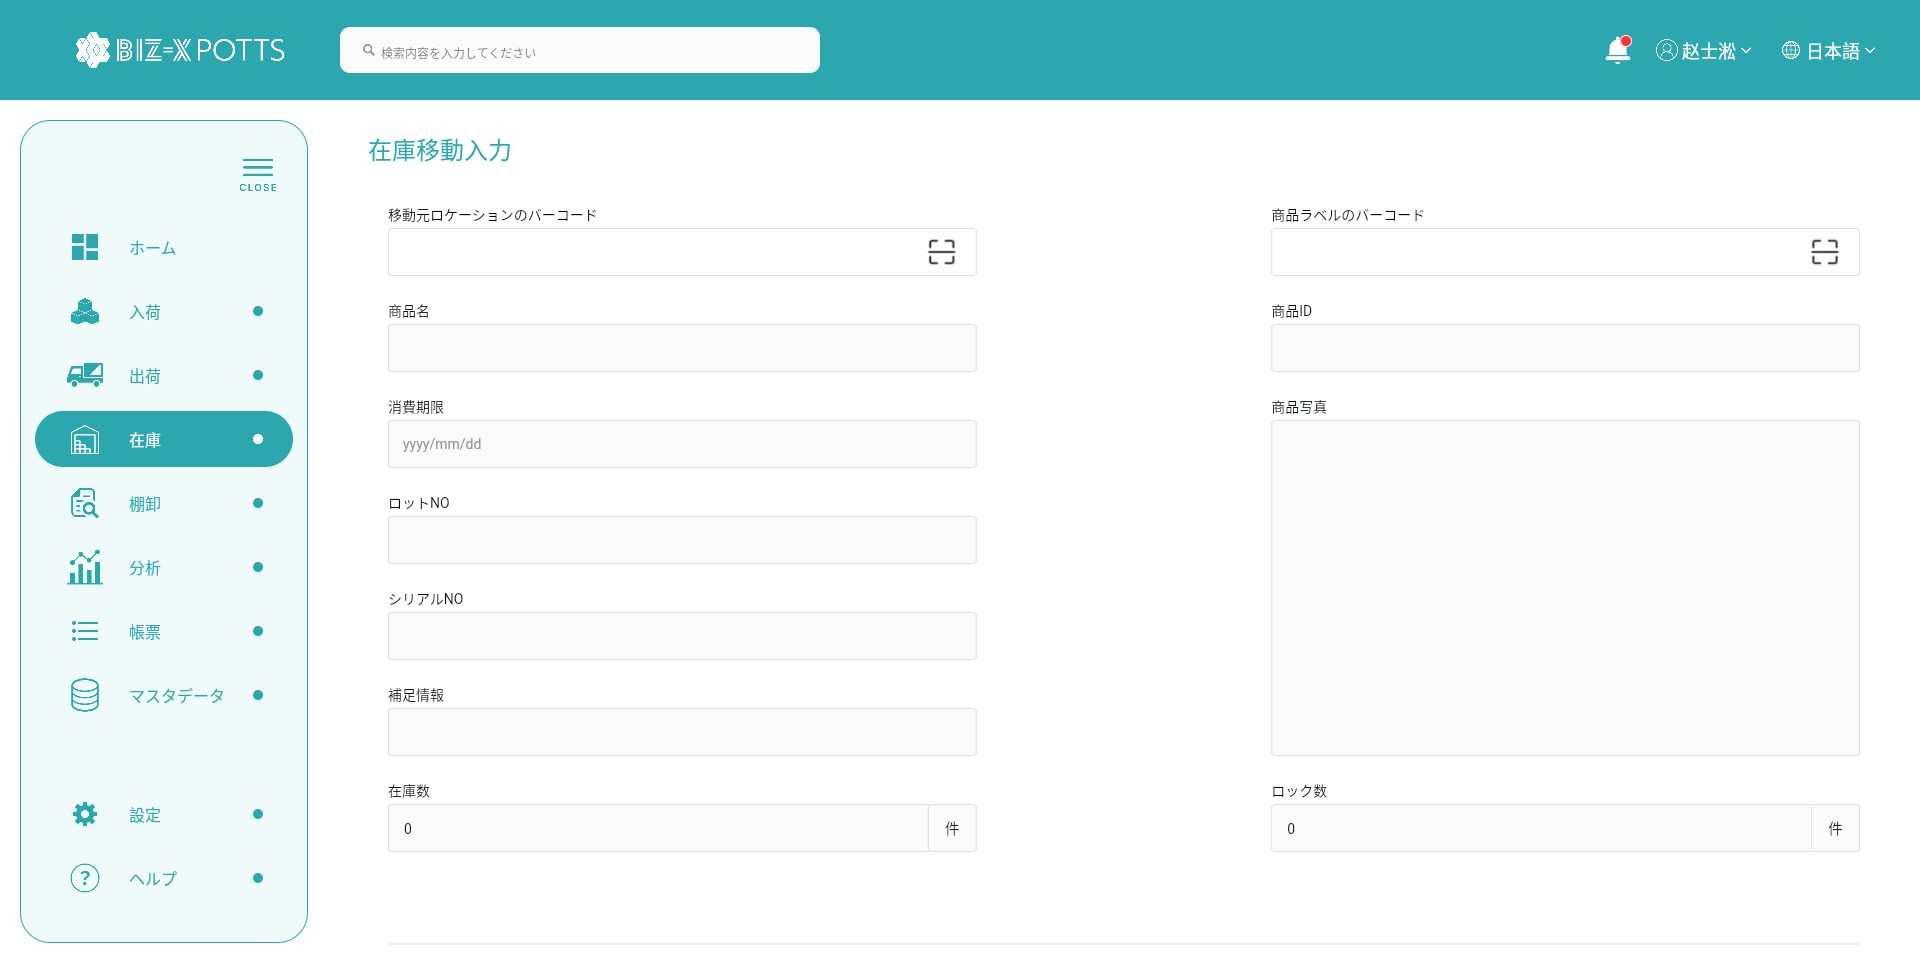 BIZ=X POTTS
検索内容を入力してください
赵士淞
日本語
CLOSE
ホーム
入荷
出荷
在庫
棚卸
分析
帳票
マスタデータ
設定
ヘルプ
在庫移動入力
移動元ロケーションのバーコード
商品ラベルのバーコード
商品名
商品ID
消費期限
yyyy/mm/dd
商品写真
ロットNO
シリアルNO
補足情報
在庫数
0 件
ロック数
0 件